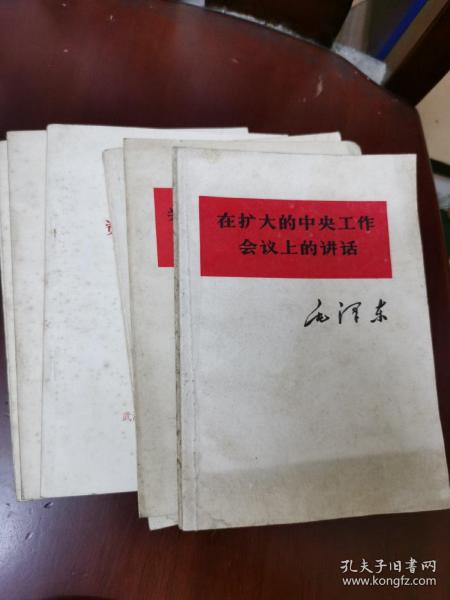 在扩大的中央工作
会议上的讲话
毛泽东
武
孔夫子旧书网
www.kongfz.com